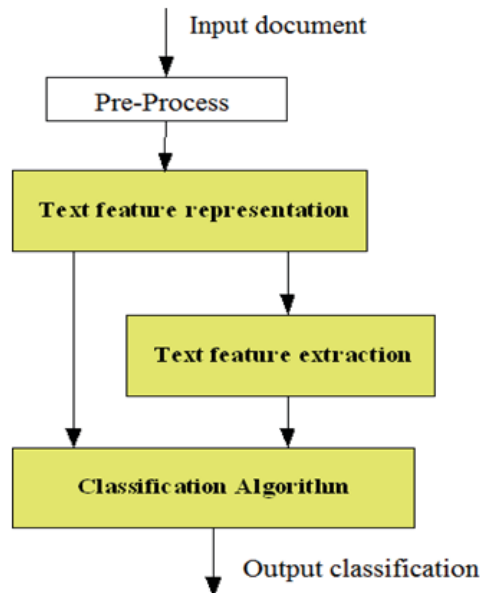 Input document
Pre-Process
Text feature representation
Text feature extraction
Classification Algorithm
Output classification